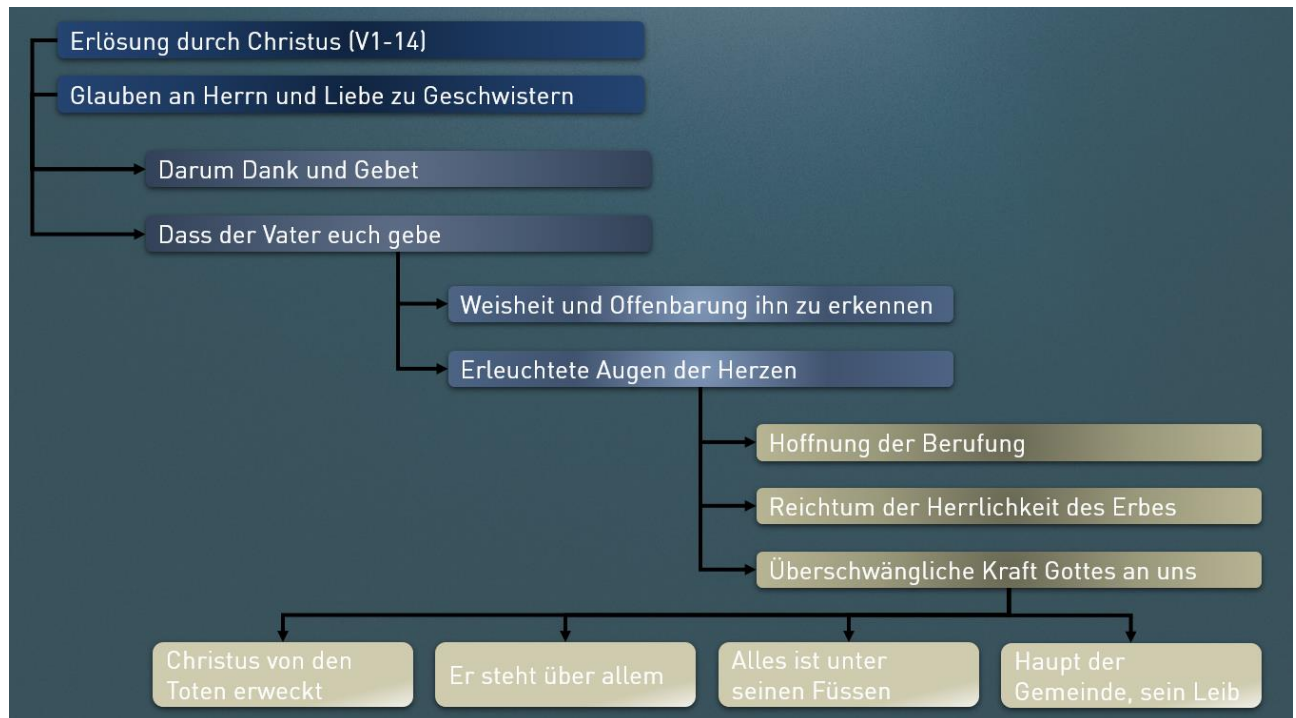 Erlösung durch Christus (V1-14)
Glauben an Herrn und Liebe zu Geschwistern
Darum Dank und Gebet
Dass der Vater euch gebe
Weisheit und Offenbarung ihn zu erkennen
Erleuchtete Augen der Herzen
Hoffnung der Berufung
Reichtum der Herrlichkeit des Erbes
Überschwängliche Kraft Gottes an uns
Christus von den
Toten erweckt
Er steht über allem
Alles ist unter
seinen Füssen
Haupt der
Gemeinde, sein Leib